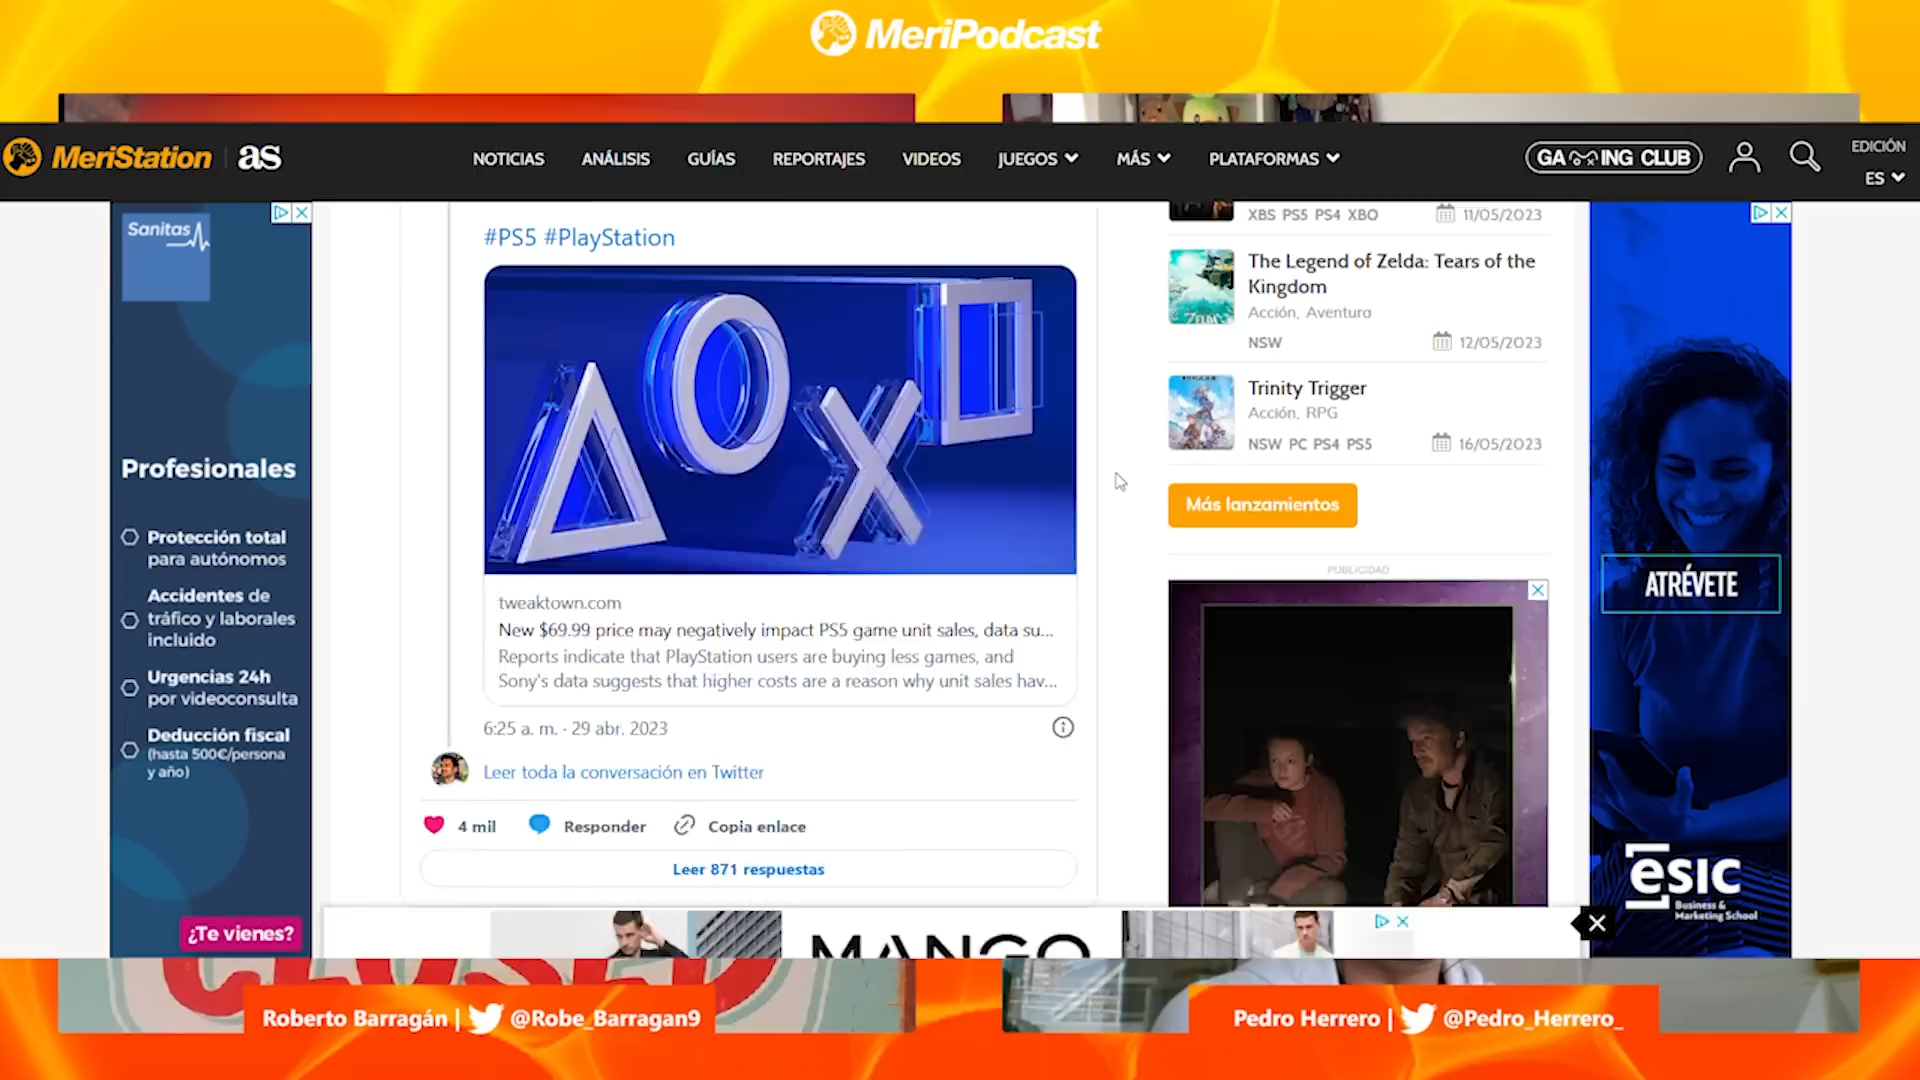 MeriPodcast
MeriStation
as
NOTICIAS
ANÁLISIS
GUÍAS
REPORTAJES
VIDEOS
JUEGOS
MÁS
PLATAFORMAS
GAMING CLUB
EDICIÓN
ES
Sanitas
Profesionales
Protección total
para autónomos
Accidentes de
tráfico y laborales
incluido
Urgencias 24h
por videoconsulta
Deducción fiscal
(hasta 500€/persona
y año)
¿Te vienes?
#PS5 #PlayStation
tweaktown.com
New $69.99 price may negatively impact PS5 game unit sales, data su...
Reports indicate that PlayStation users are buying less games, and
Sony's data suggests that higher costs are a reason why unit sales hav...
6:25 a. m. · 29 abr. 2023
Leer toda la conversación en Twitter
4 mil
Responder
Copia enlace
Leer 871 respuestas
XBS PS5 PS4 XBO
11/05/2023
The Legend of Zelda: Tears of the
Kingdom
Acción, Aventura
NSW
12/05/2023
Trinity Trigger
Acción, RPG
NSW PC PS4 PS5
16/05/2023
Más lanzamientos
PUBLICIDAD
ATRÉVETE
esic
Business &
Marketing School
MANGO
CLOSED
Roberto Barragán | @Robe_Barragan9
Pedro Herrero | @Pedro_Herrero_